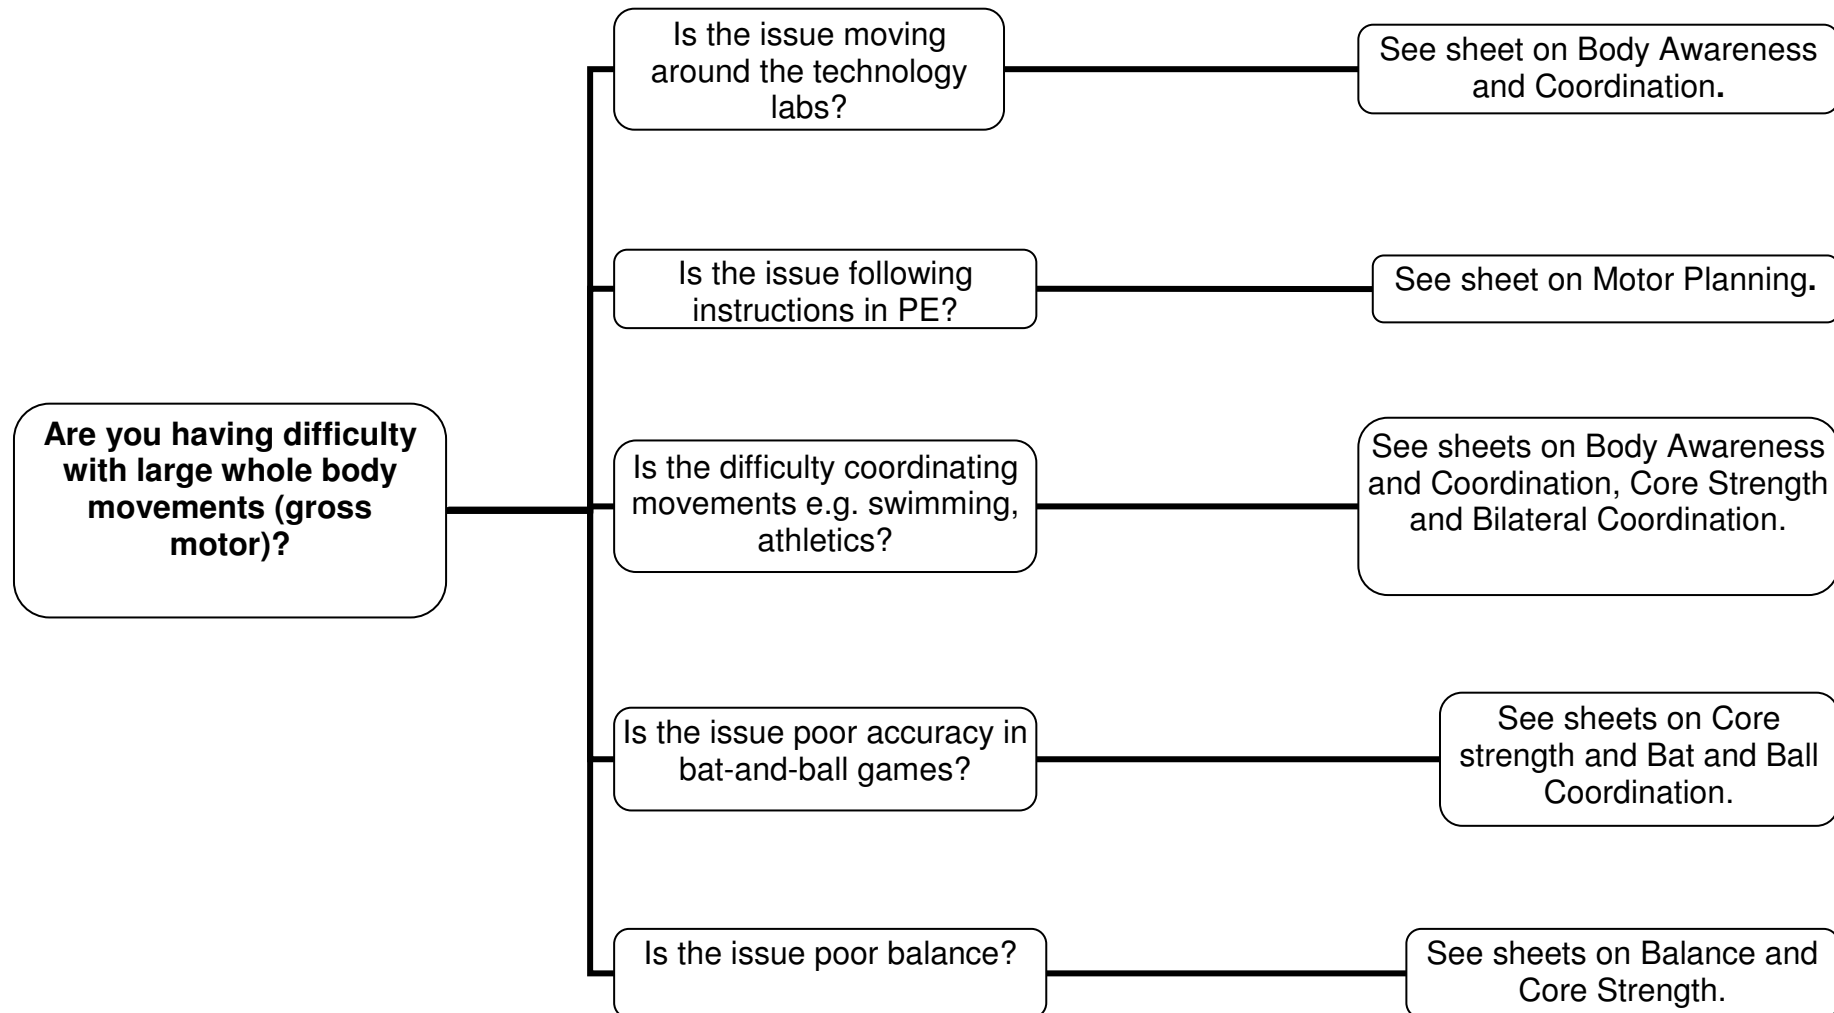 Is the issue moving
around the technology
labs?
See sheet on Body Awareness
and Coordination.
Is the issue following
instructions in PE?
See sheet on Motor Planning.
Are you having difficulty
with large whole body
movements (gross
motor)?
Is the difficulty coordinating
movements e.g. swimming,
athletics?
See sheets on Body Awareness
and Coordination, Core Strength
and Bilateral Coordination.
Is the issue poor accuracy in
bat-and-ball games?
See sheets on Core
strength and Bat and Ball
Coordination.
Is the issue poor balance?
See sheets on Balance and
Core Strength.